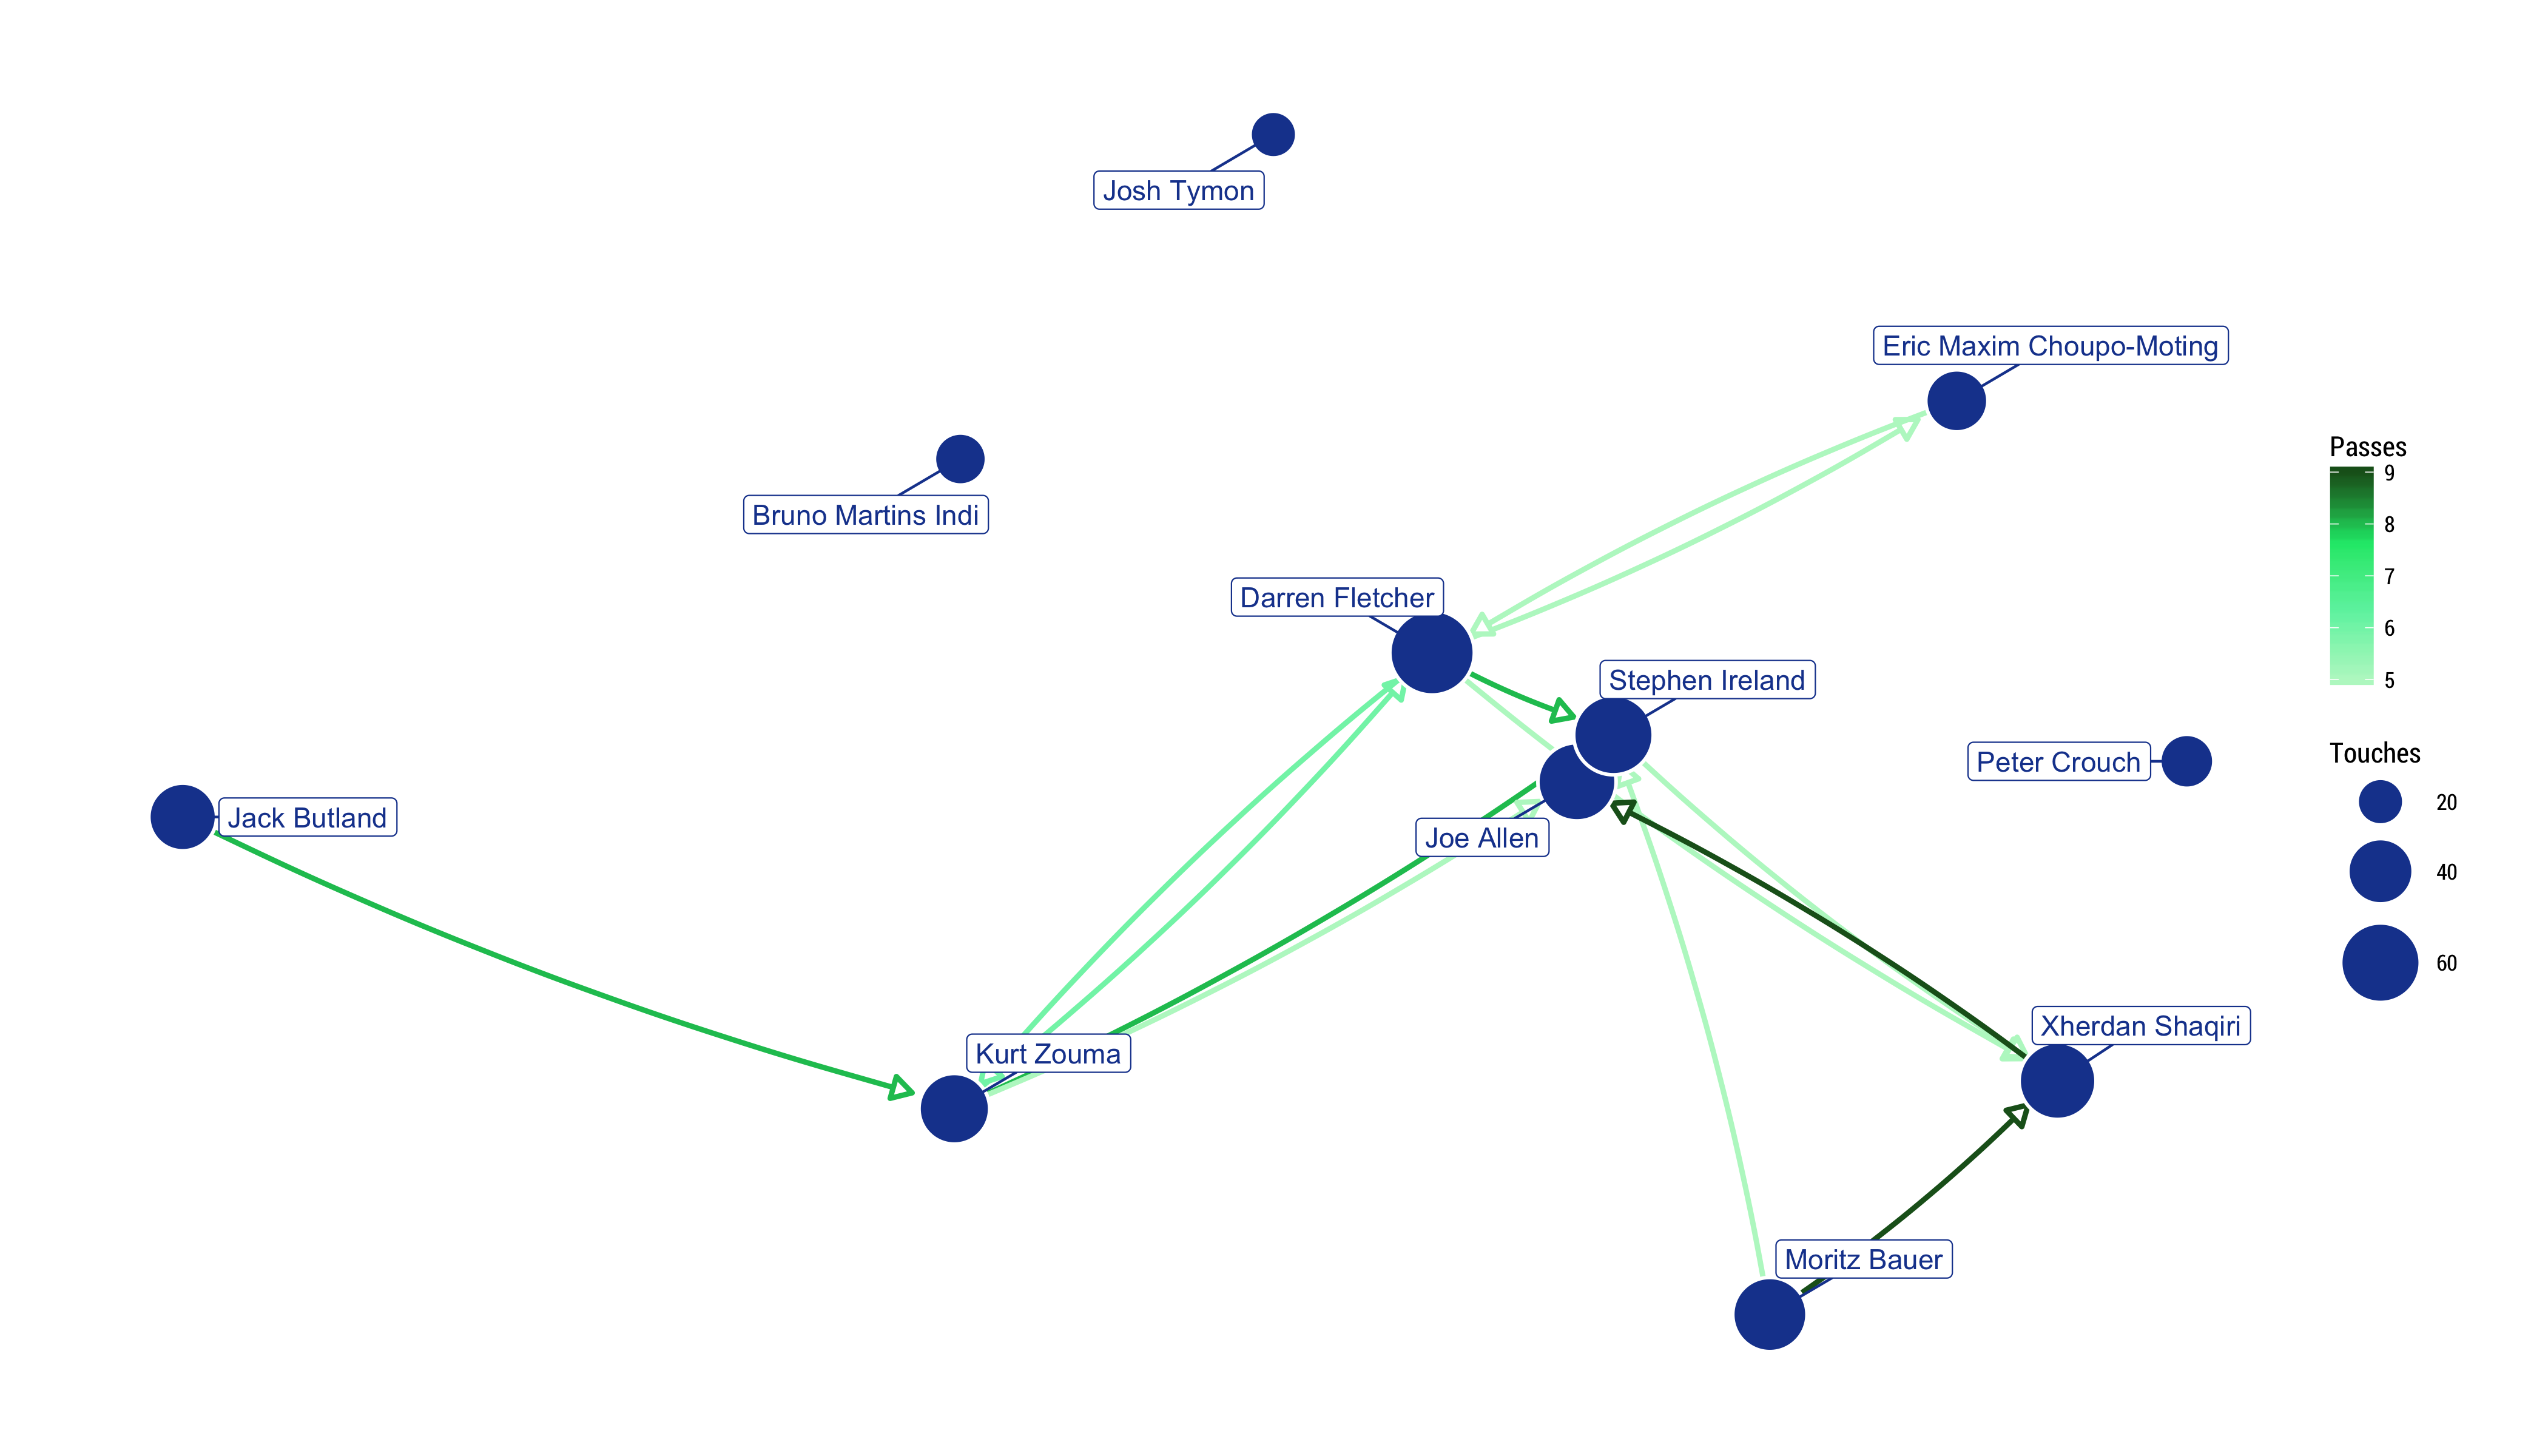 Josh Tymon
Eric Maxim Choupo-Moting
Bruno Martins Indi
Darren Fletcher
Stephen Ireland
Peter Crouch
Jack Butland
Joe Allen
Xherdan Shaqiri
Kurt Zouma
Moritz Bauer
Passes
9
8
7
6
5
Touches
20
40
60